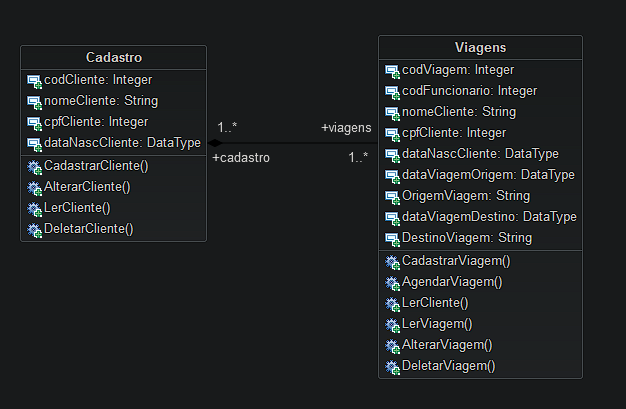 Cadastro
codCliente: Integer
nomeCliente: String
cpfCliente: Integer
dataNascCliente: DataType
CadastrarCliente()
AlterarCliente()
LerCliente()
DeletarCliente()
1..*
+cadastro
+viagens
1..*
Viagens
codViagem: Integer
codFuncionario: Integer
nomeCliente: String
cpfCliente: Integer
dataNascCliente: DataType
dataViagemOrigem: DataType
OrigemViagem: String
dataViagemDestino: DataType
DestinoViagem: String
CadastrarViagem()
AgendarViagem()
LerCliente()
LerViagem()
AlterarViagem()
DeletarViagem()